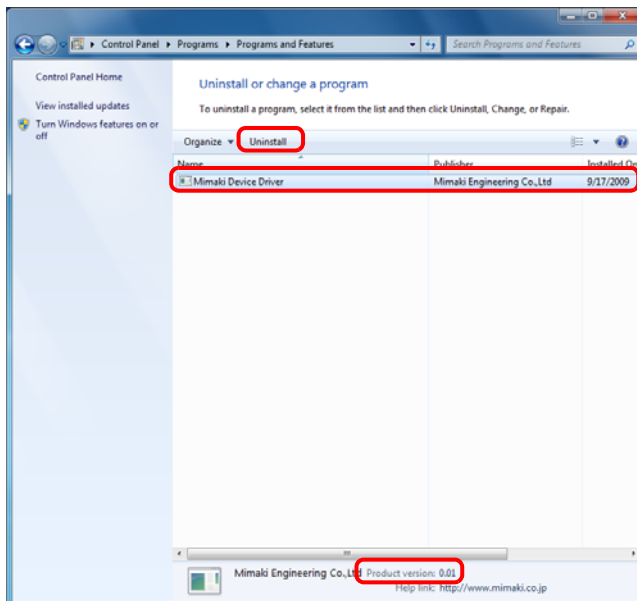 Control Panel ▸ Programs ▸ Programs and Features
Search Programs and Features
Control Panel Home
View installed updates
Turn Windows features on or
off
Uninstall or change a program
To uninstall a program, select it from the list and then click Uninstall, Change, or Repair.
Organize Uninstall
Name Publisher Installed On
Mimaki Device Driver Mimaki Engineering Co.,Ltd 9/17/2009
Mimaki Engineering Co.,Ltd Product version: 0.01
Help link: http://www.mimaki.co.jp